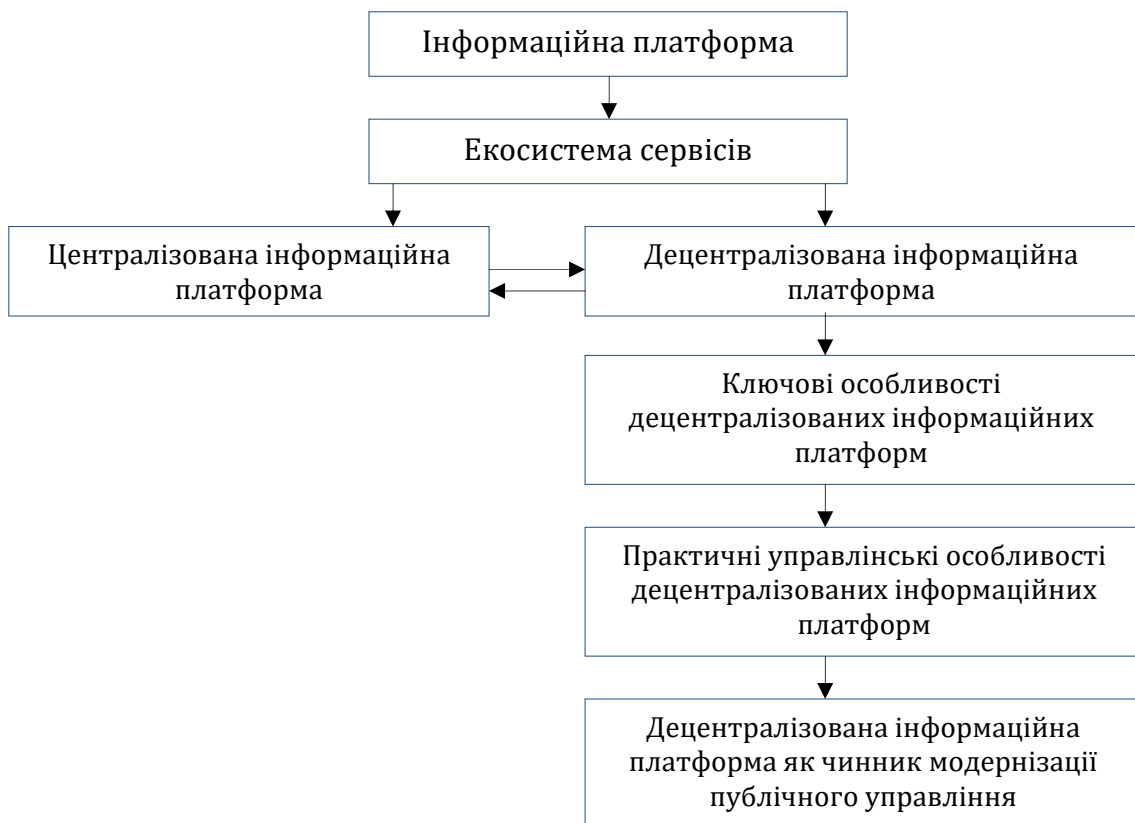 Інформаційна платформа
Екосистема сервісів
Централізована інформаційна
платформа
Децентралізована інформаційна
платформа
Ключові особливості
децентралізованих інформаційних
платформ
Практичні управлінські особливості
децентралізованих інформаційних
платформ
Децентралізована інформаційна
платформа як чинник модернізації
публічного управління